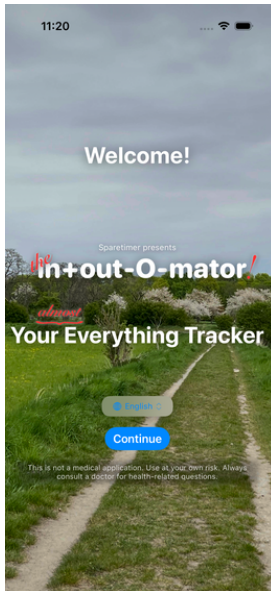 11:20
Welcome!
Sparetimer presents
the in+out-O-mator!
almost
Your Everything Tracker
English
Continue
This is not a medical application. Use at your own risk. Always
consult a doctor for health-related questions.